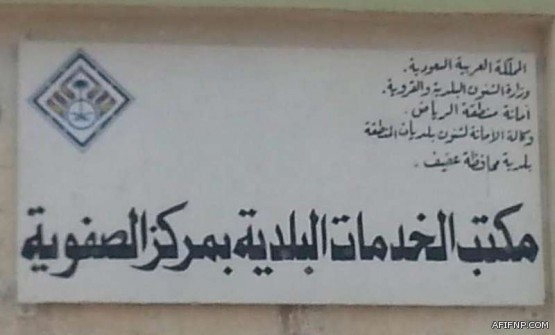 المملكة العربية السعودية .
وزارة الشئون البلدية والقروية .
أمانة منطقة الرياض .
وكالة الأمانة لشئون بلديات المنطقة
بلدية محافظة عفيف .
مكتب الخدمات البلدية بمركز الصفوية
AFIFNP.COM